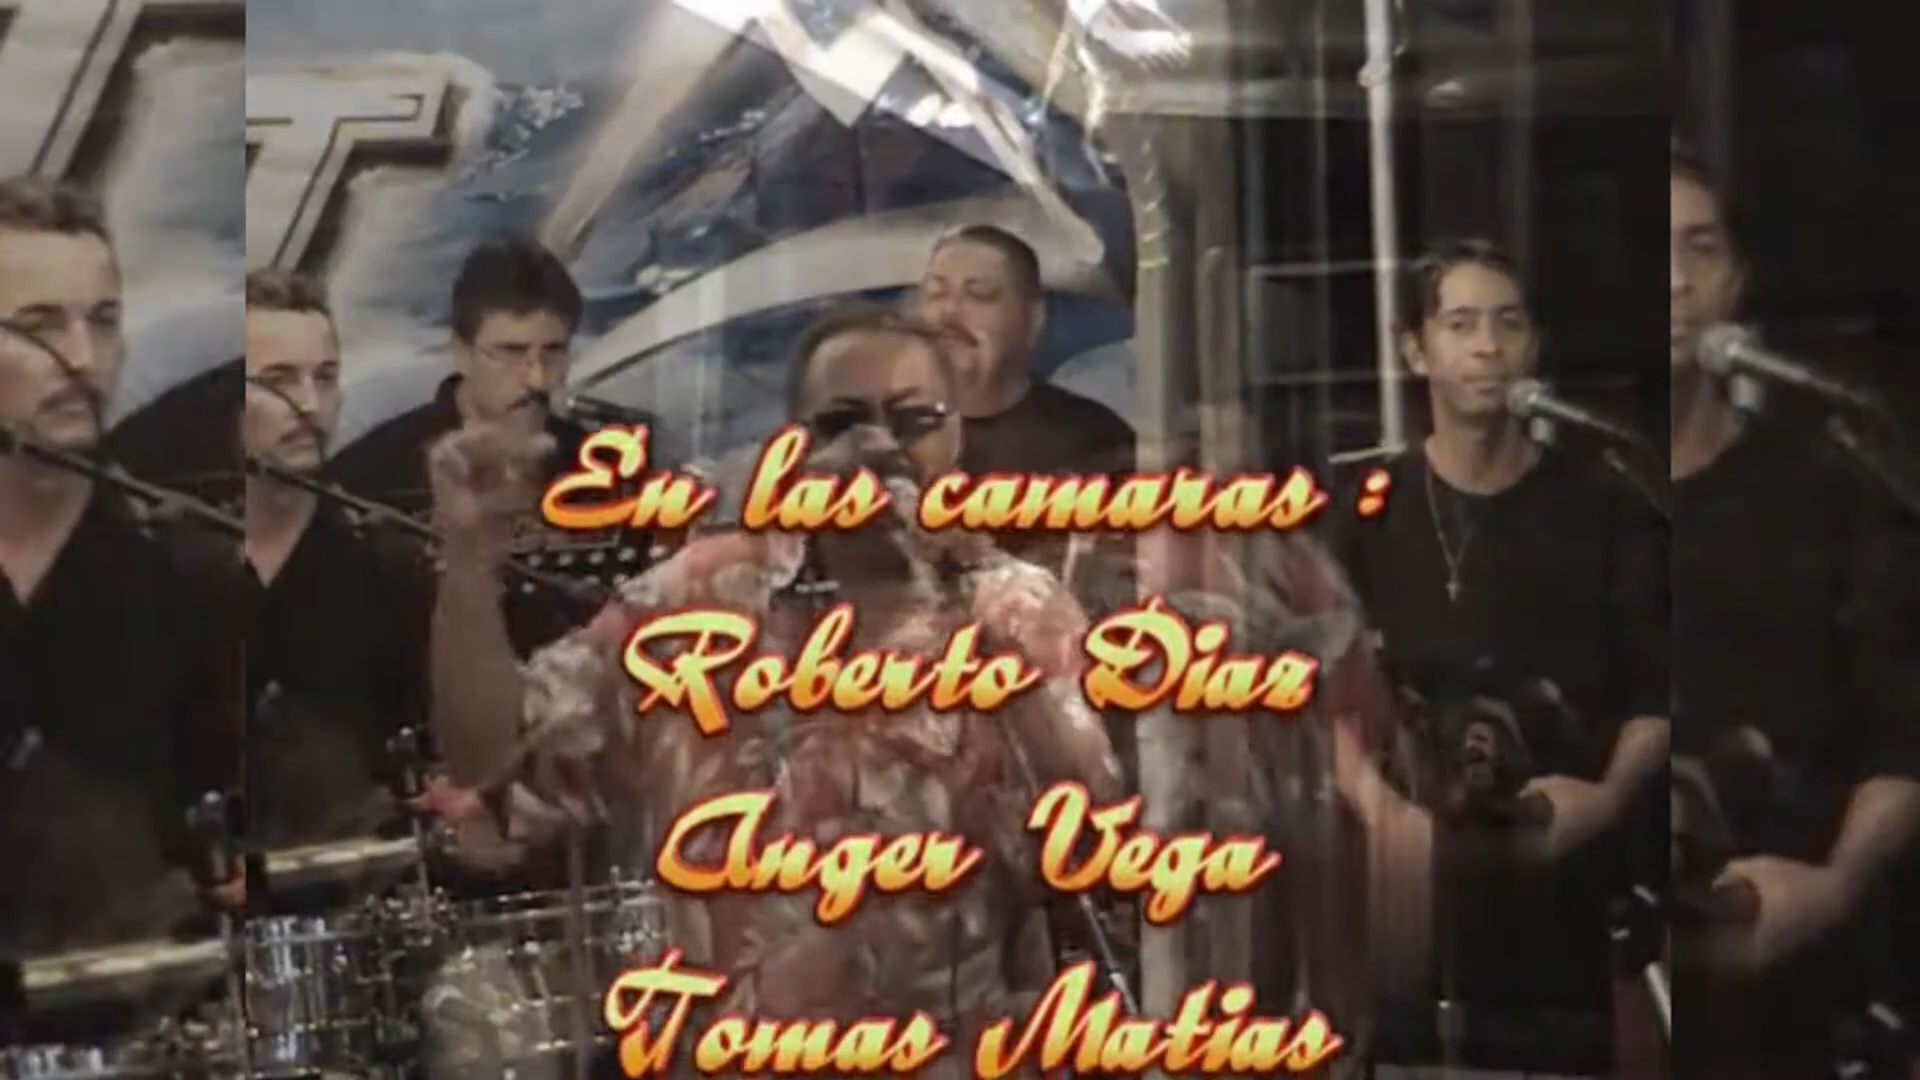 En las camaras :
Roberto Diaz
Anger Vega
Tomas Matias